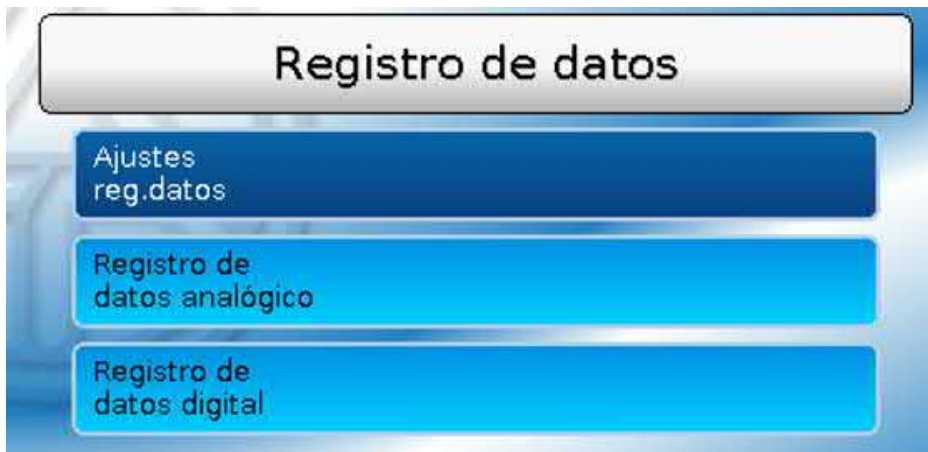 Registro de datos
Ajustes
reg.datos
Registro de
datos analógico
Registro de
datos digital